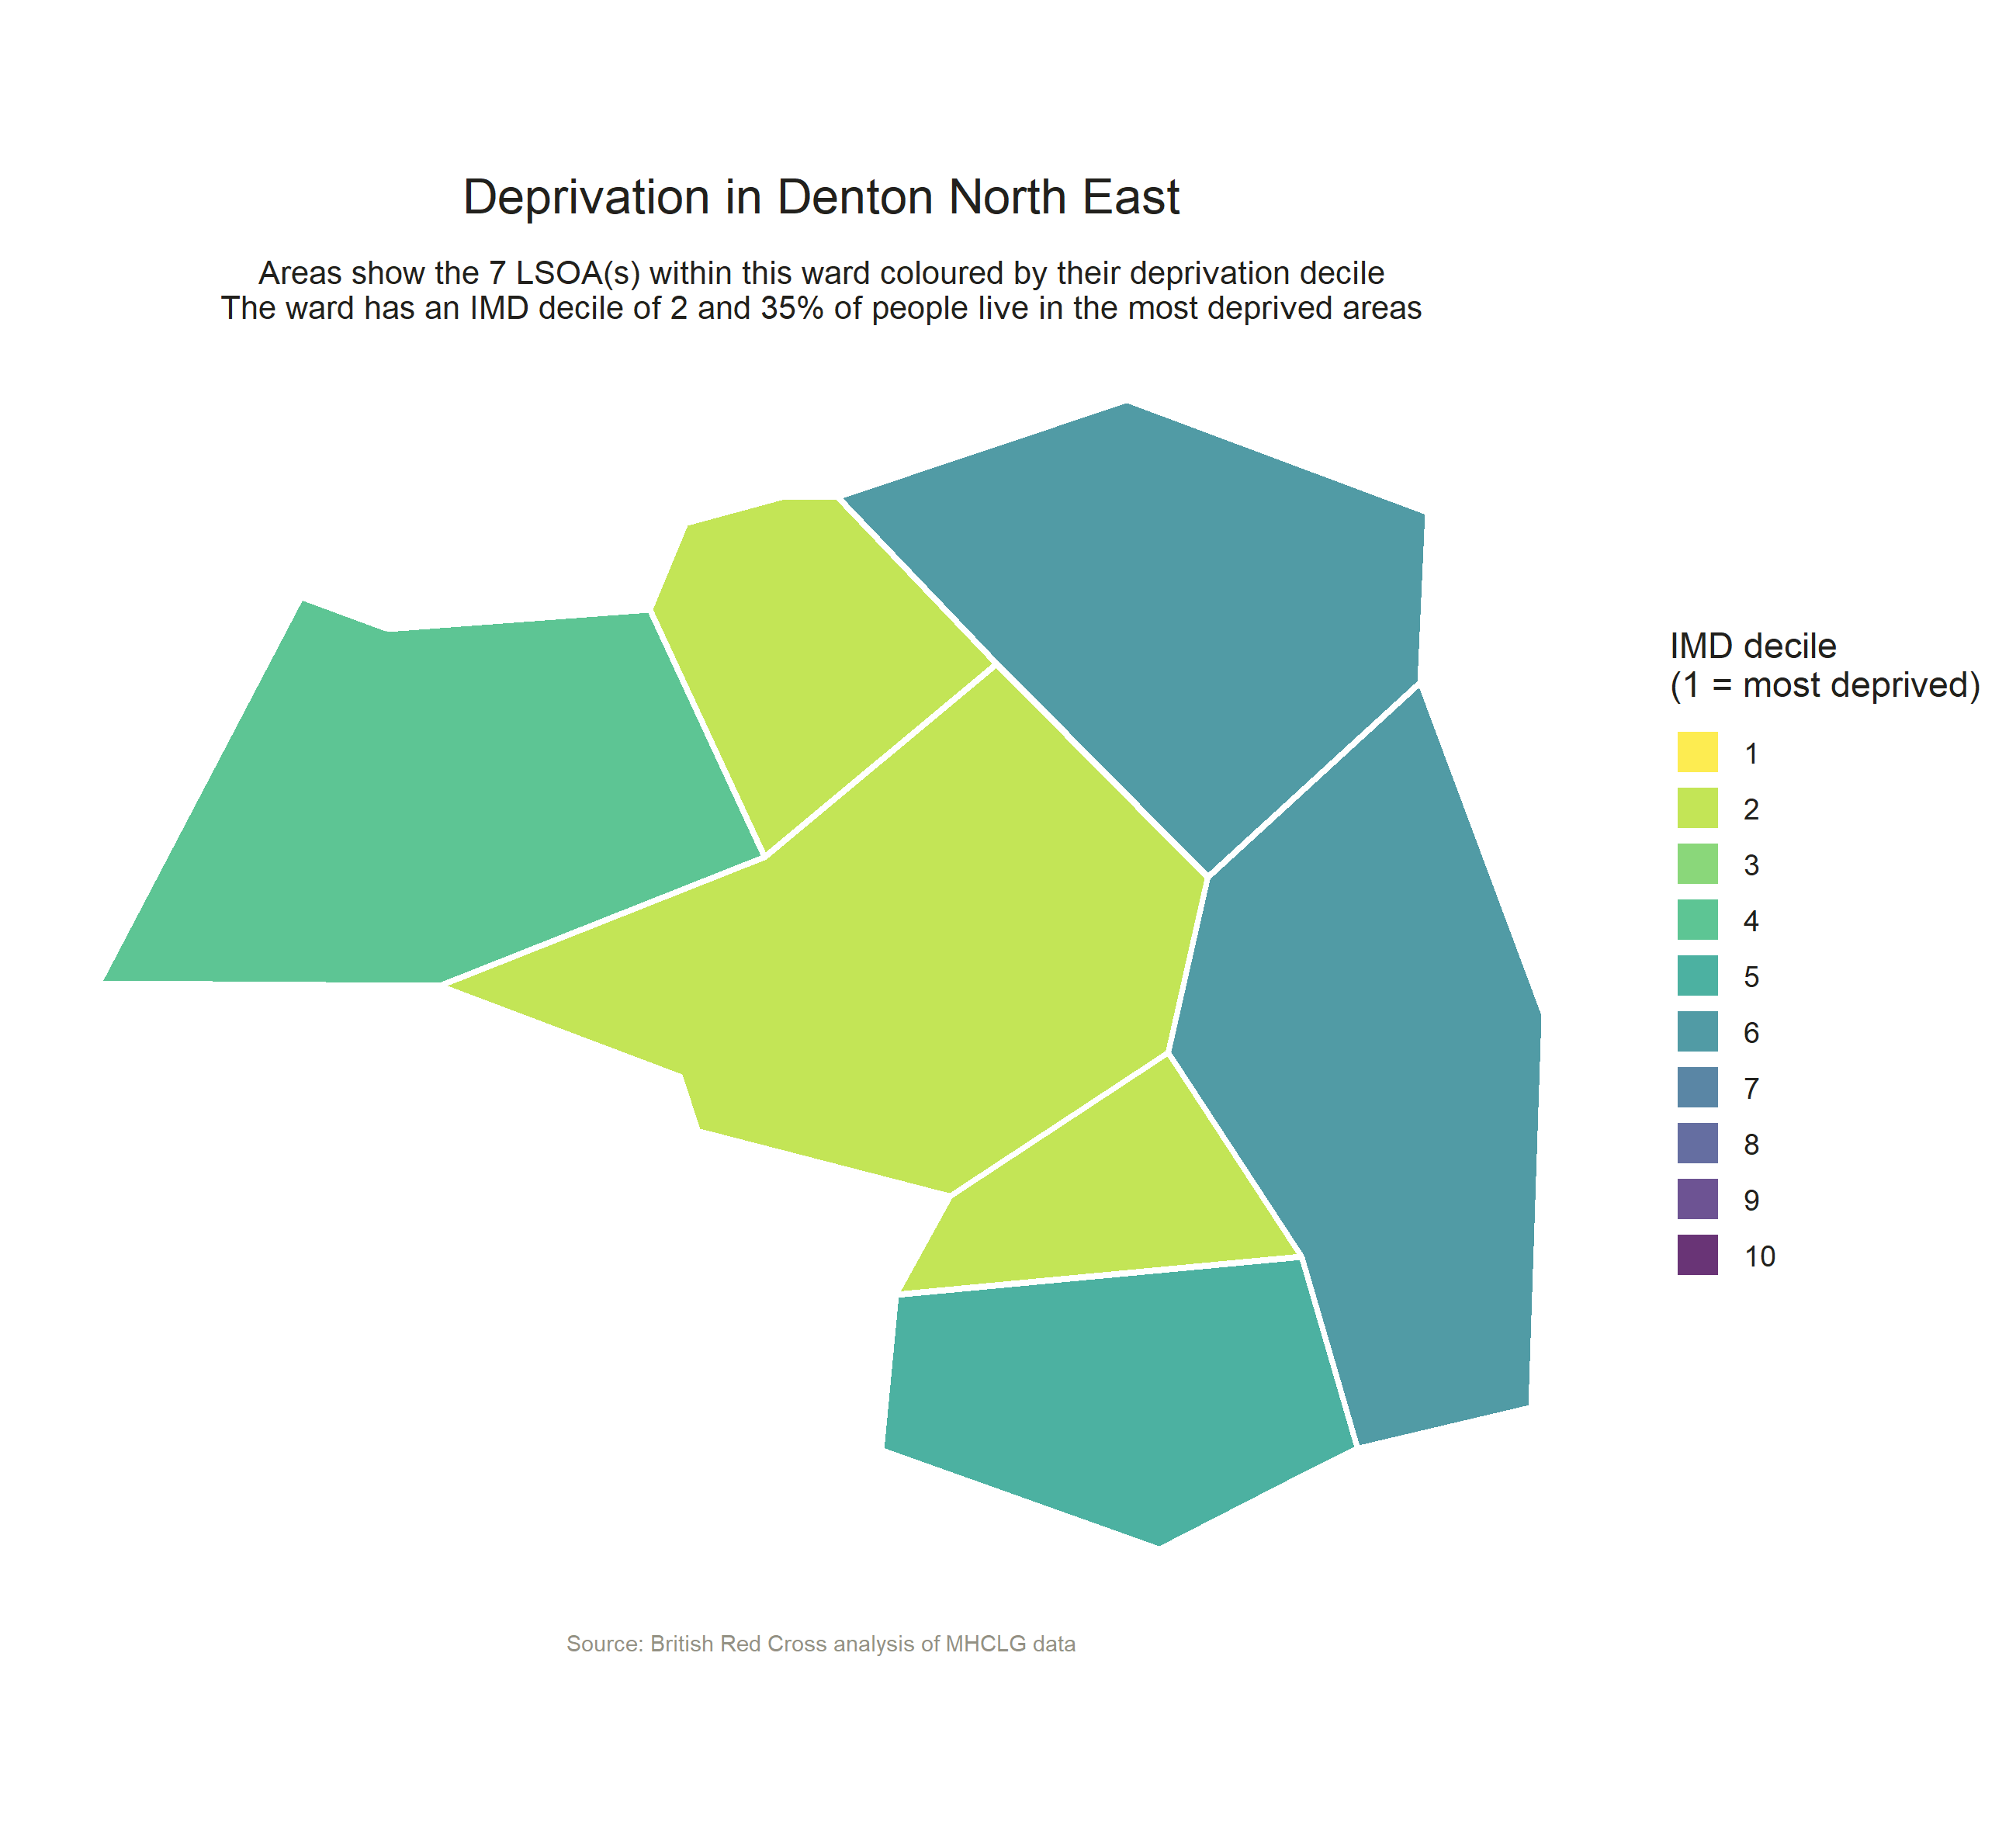 Deprivation in Denton North East
Areas show the 7 LSOA(s) within this ward coloured by their deprivation decile
The ward has an IMD decile of 2 and 35% of people live in the most deprived areas
IMD decile
(1 = most deprived)
1
2
3
4
5
6
7
8
9
10
Source: British Red Cross analysis of MHCLG data